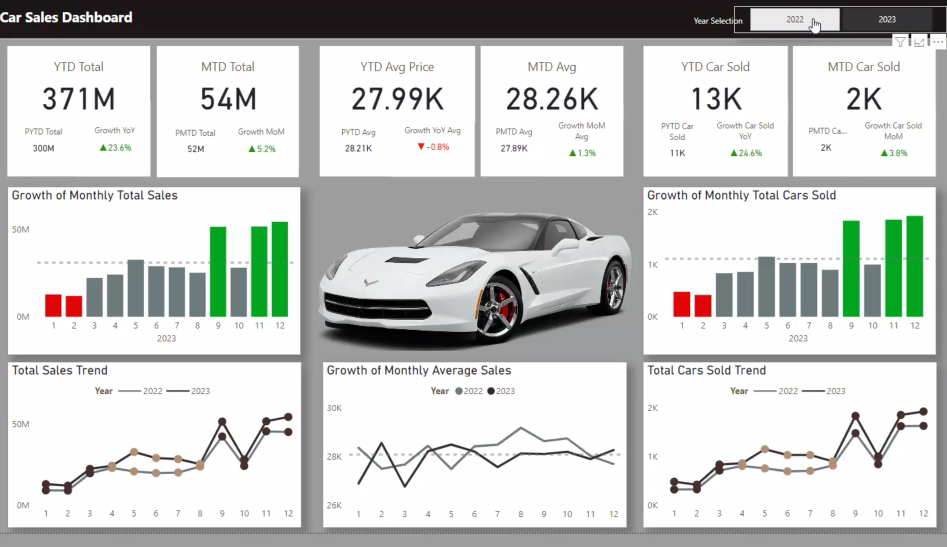 Car Sales Dashboard
Year Selection
2022
2023
YTD Total
371M
PYTD Total
Growth YoY
300M
▲23.6%
MTD Total
54M
PMTD Total
Growth MoM
52M
▲5.2%
YTD Avg Price
27.99K
PYTD Avg
Growth YoY Avg
28.21K
▼-0.8%
MTD Avg
28.26K
PMTD Avg
Growth MoM
Avg
27.89K
▲1.3%
YTD Car Sold
13K
PYTD Car
Sold
Growth Car Sold
YoY
11K
▲24.6%
MTD Car Sold
2K
PMTD Ca...
Growth Car Sold
MoM
2K
▲3.8%
Growth of Monthly Total Sales
50M
0M
1 2 3 4 5 6 7 8 9 10 11 12
2023
Growth of Monthly Total Cars Sold
2K
1K
0K
1 2 3 4 5 6 7 8 9 10 11 12
2023
Total Sales Trend
Year 2022 2023
50M
0M
1 2 3 4 5 6 7 8 9 10 11 12
Growth of Monthly Average Sales
Year 2022 2023
30K
28K
26K
1 2 3 4 5 6 7 8 9 10 11 12
Total Cars Sold Trend
Year 2022 2023
2K
1K
0K
1 2 3 4 5 6 7 8 9 10 11 12